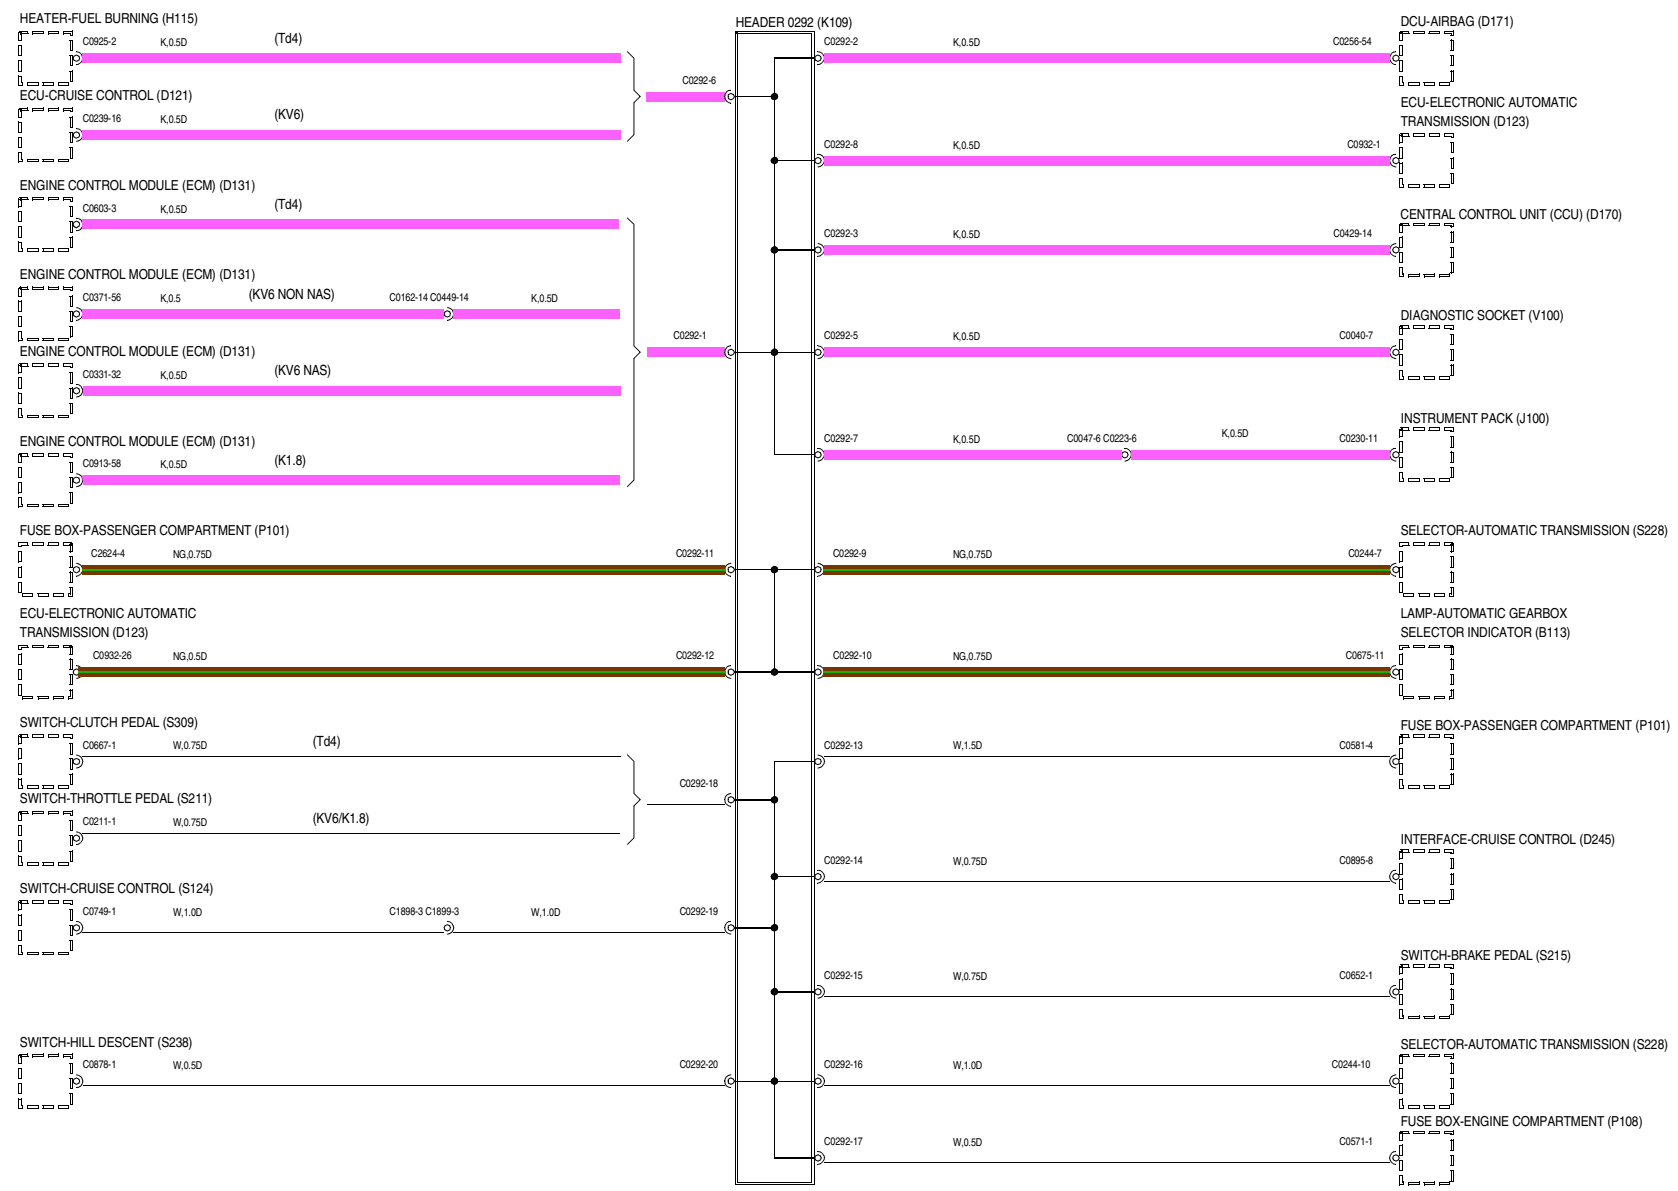 HEATER-FUEL BURNING (H115)
C0925-2 K,0.5D (Td4)
ECU-CRUISE CONTROL (D121)
C0239-16 K,0.5D (KV6)
C0292-6
ENGINE CONTROL MODULE (ECM) (D131)
C0603-3 K,0.5D (Td4)
ENGINE CONTROL MODULE (ECM) (D131)
C0371-56 K,0.5 (KV6 NON NAS) C0162-14 C0449-14 K,0.5D
ENGINE CONTROL MODULE (ECM) (D131)
C0331-32 K,0.5D (KV6 NAS)
C0292-1
ENGINE CONTROL MODULE (ECM) (D131)
C0913-58 K,0.5D (K1.8)
FUSE BOX-PASSENGER COMPARTMENT (P101)
C2624-4 NG,0.75D C0292-11
ECU-ELECTRONIC AUTOMATIC
TRANSMISSION (D123)
C0932-26 NG,0.5D C0292-12
SWITCH-CLUTCH PEDAL (S309)
C0667-1 W,0.75D (Td4)
SWITCH-THROTTLE PEDAL (S211)
C0211-1 W,0.75D (KV6/K1.8)
C0292-18
SWITCH-CRUISE CONTROL (S124)
C0749-1 W,1.0D C1898-3 C1899-3 W,1.0D C0292-19
SWITCH-HILL DESCENT (S238)
C0878-1 W,0.5D C0292-20
HEADER 0292 (K109)
DCU-AIRBAG (D171)
C0292-2 K,0.5D C0256-54
ECU-ELECTRONIC AUTOMATIC
TRANSMISSION (D123)
C0292-8 K,0.5D C0932-1
CENTRAL CONTROL UNIT (CCU) (D170)
C0292-3 K,0.5D C0429-14
DIAGNOSTIC SOCKET (V100)
C0292-5 K,0.5D C0040-7
INSTRUMENT PACK (J100)
C0292-7 K,0.5D C0047-6 C0223-6 K,0.5D C0230-11
SELECTOR-AUTOMATIC TRANSMISSION (S228)
C0292-9 NG,0.75D C0244-7
LAMP-AUTOMATIC GEARBOX
SELECTOR INDICATOR (B113)
C0292-10 NG,0.75D C0675-11
FUSE BOX-PASSENGER COMPARTMENT (P101)
C0292-13 W,1.5D C0581-4
INTERFACE-CRUISE CONTROL (D245)
C0292-14 W,0.75D C0895-8
SWITCH-BRAKE PEDAL (S215)
C0292-15 W,0.75D C0652-1
SELECTOR-AUTOMATIC TRANSMISSION (S228)
C0292-16 W,1.0D C0244-10
FUSE BOX-ENGINE COMPARTMENT (P108)
C0292-17 W,0.5D C0571-1